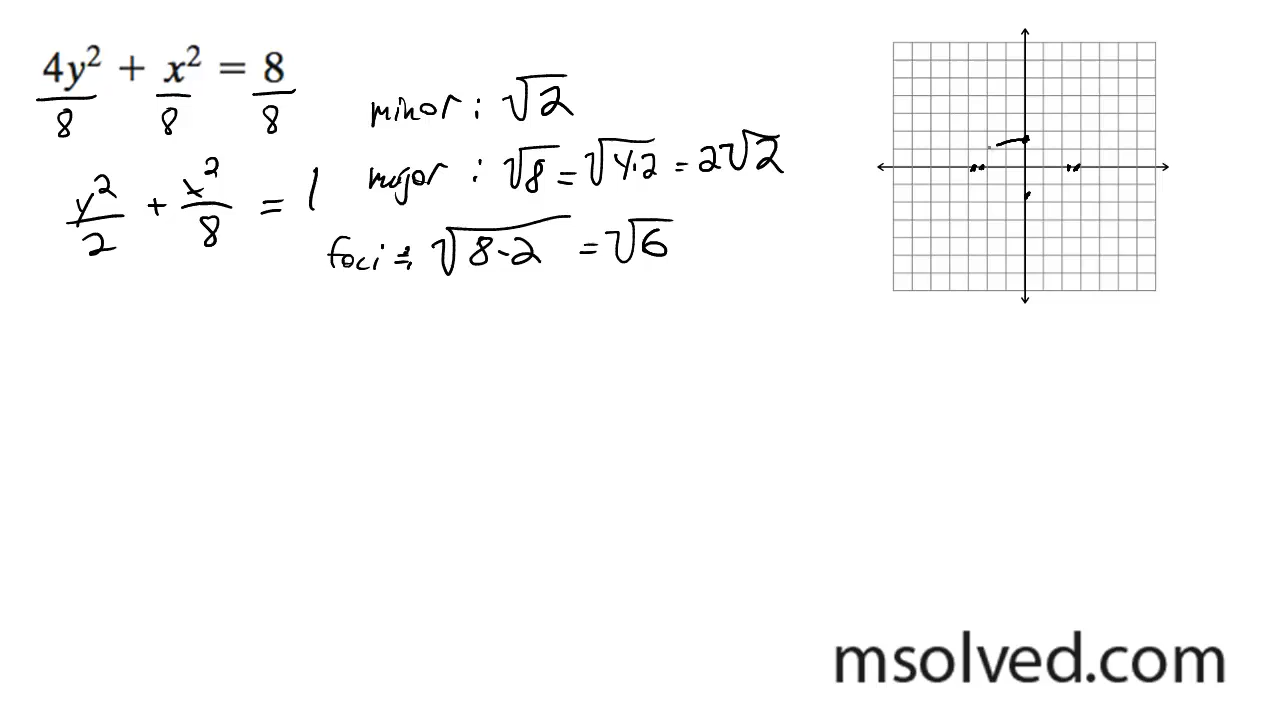 4y² + x² = 8
8 8 8
y²/2 + x²/8 = 1
minor: √2
major: √8 = √4·2 = 2√2
foci = √8-2 = √6
msolved.com